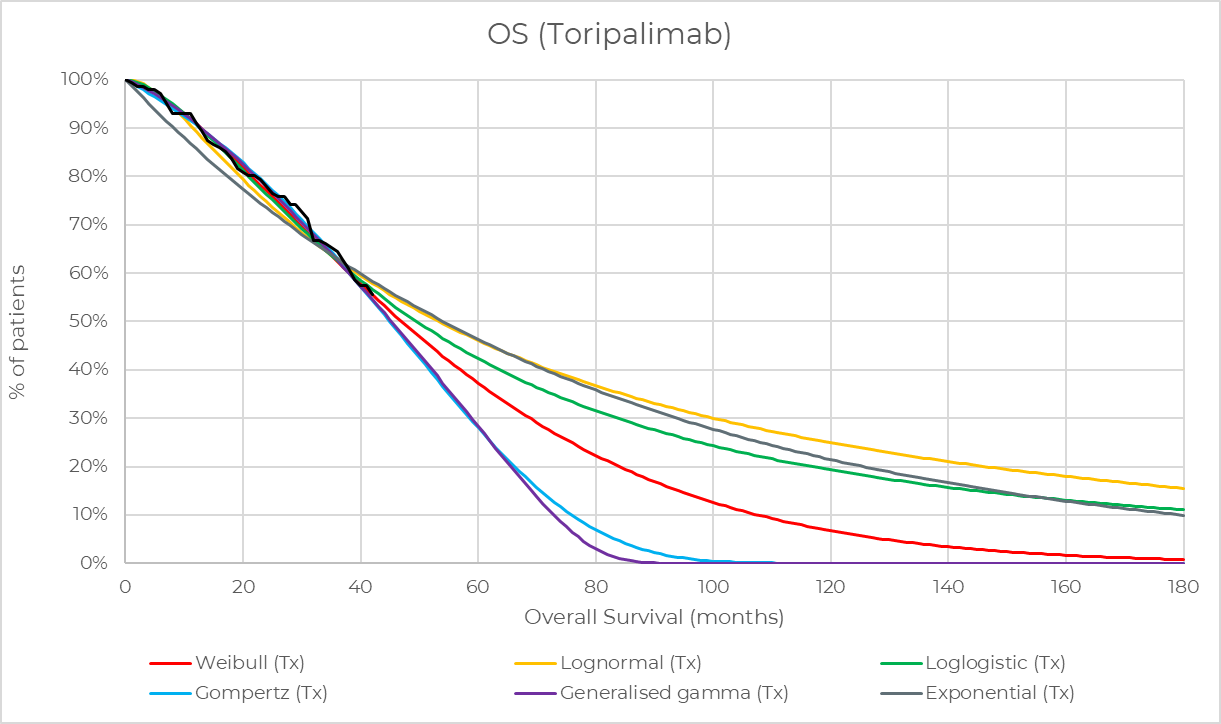 OS (Toripalimab)
% of patients
100%
90%
80%
70%
60%
50%
40%
30%
20%
10%
0%
0 20 40 60 80 100 120 140 160 180
Overall Survival (months)
Weibull (Tx) Lognormal (Tx) Loglogistic (Tx)
Gompertz (Tx) Generalised gamma (Tx) Exponential (Tx)